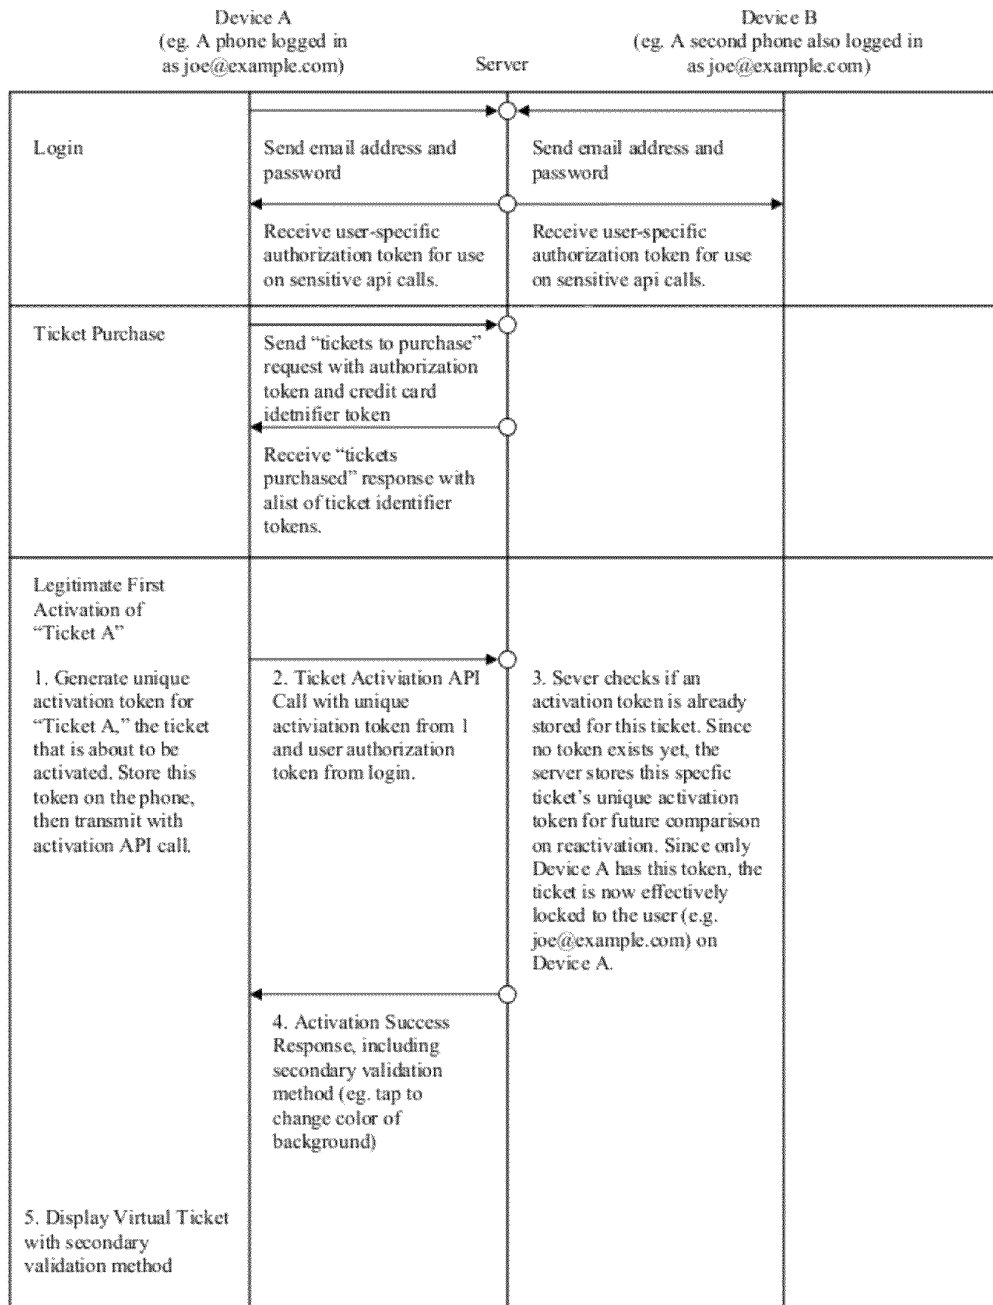 Device A
(eg. A phone logged in
as joe@example.com)
Server
Device B
(eg. A second phone also logged in
as joe@example.com)
Login
Send email address and
password
Send email address and
password
Receive user-specific
authorization token for use
on sensitive api calls.
Receive user-specific
authorization token for use
on sensitive api calls.
Ticket Purchase
Send “tickets to purchase”
request with authorization
token and credit card
idetnifier token
Receive “tickets
purchased” response with
alist of ticket identifier
tokens.
Legitimate First
Activation of
“Ticket A”
1. Generate unique
activation token for
“Ticket A,” the ticket
that is about to be
activated. Store this
token on the phone,
then transmit with
activation API call.
2. Ticket Activiation API
Call with unique
activiation token from 1
and user authorization
token from login.
3. Sever checks if an
activation token is already
stored for this ticket. Since
no token exists yet, the
server stores this specfic
ticket’s unique activation
token for future comparison
on reactivation. Since only
Device A has this token, the
ticket is now effectively
locked to the user (e.g.
joe@example.com) on
Device A.
4. Activation Success
Response, including
secondary validation
method (eg. tap to
change color of
background)
5. Display Virtual Ticket
with secondary
validation method